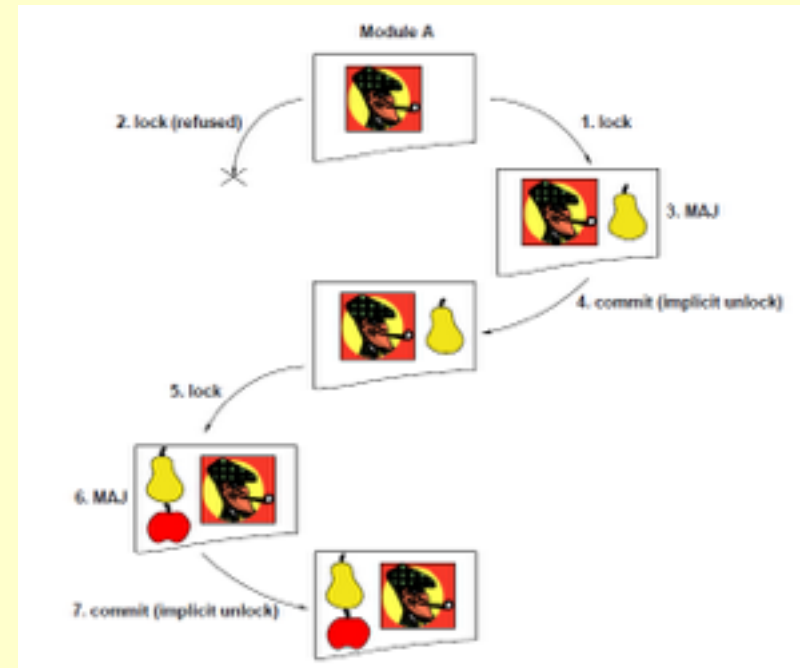 Module A
2. lock (refused)
1. lock
3. MAJ
4. commit (implicit unlock)
5. lock
6. MAJ
7. commit (implicit unlock)